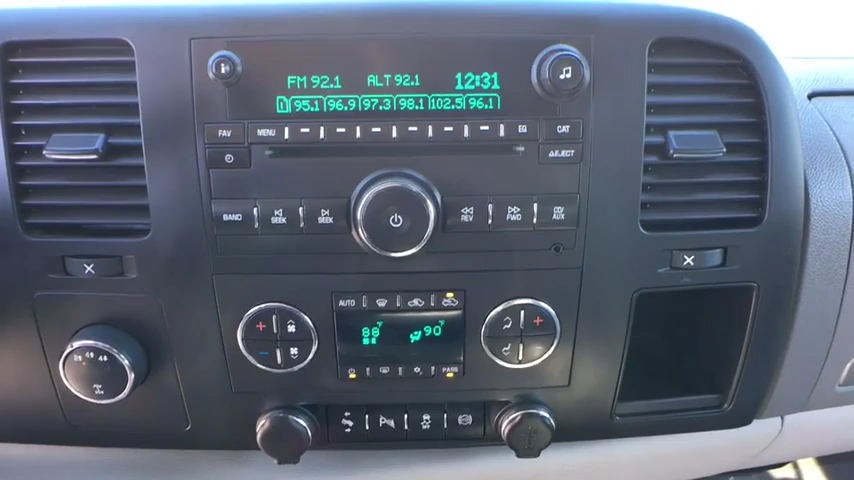 FM 92.1 ALT 92.1 12:31
1 95.1 96.9 97.3 98.1 102.5 96.1
FAV MENU EQ CAT
EJECT
BAND SEEK SEEK REV FWD CD/AUX
AUTO
88°F 90°F
PASS